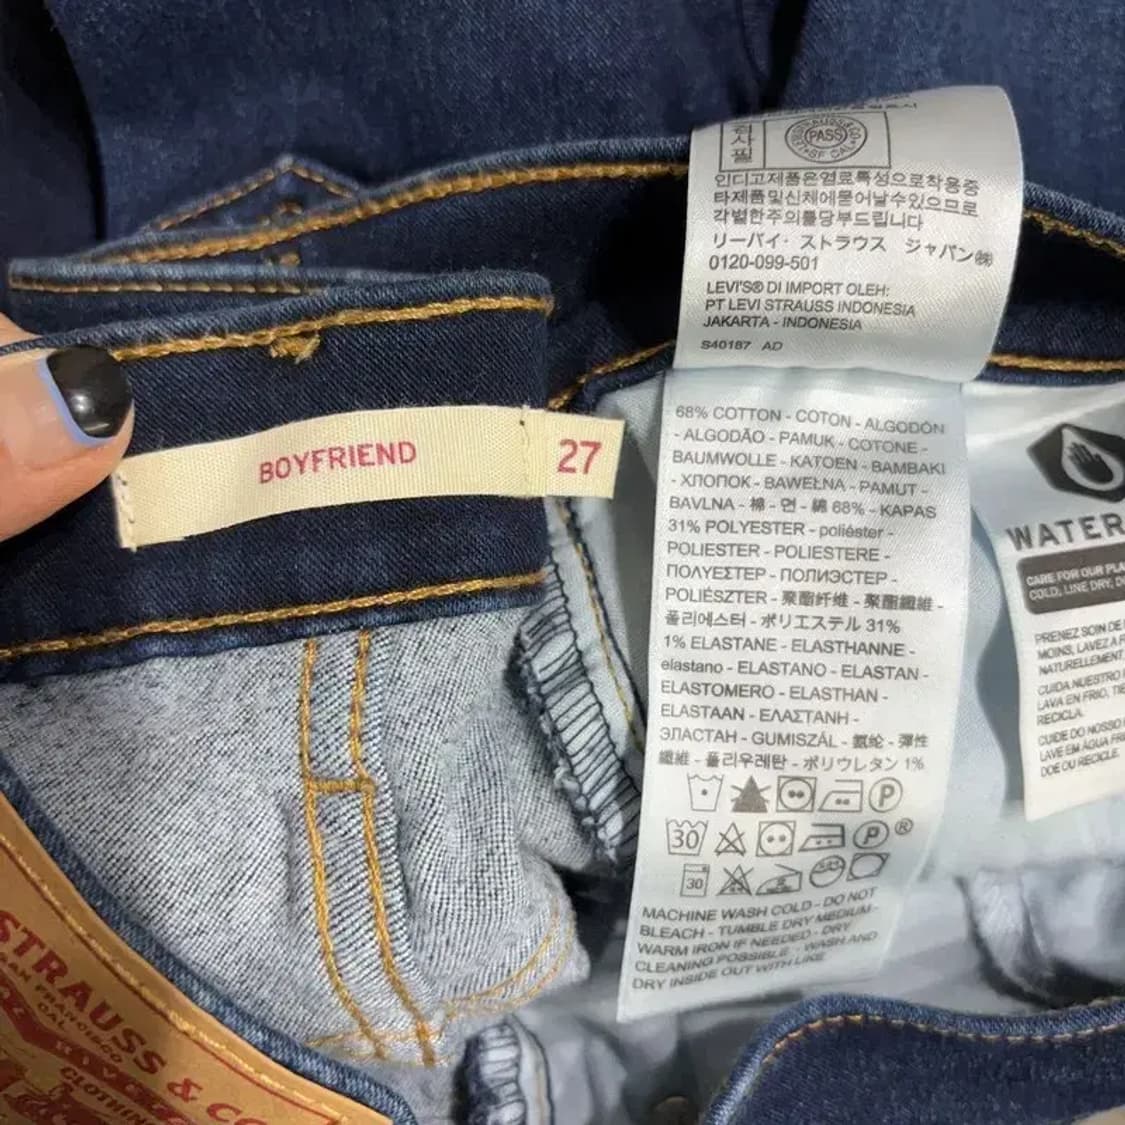 검
사
필
PASS
SF CAL
인디고제품은염료특성으로착용중
타제품및신체에묻어날수있으므로
각별한주의를당부드립니다
リーバイ・ストラウス ジャパン㈱
0120-099-501
LEVI'S® DI IMPORT OLEH:
PT LEVI STRAUSS INDONESIA
JAKARTA - INDONESIA
S40187 AD
BOYFRIEND
27
68% COTTON - COTON - ALGODÓN
- ALGODÃO - PAMUK - COTONE -
BAUMWOLLE - KATOEN - BAMBAKI
- ХЛОПОК - BAWEŁNA - PAMUT -
BAVLNA - 棉 - 면 - 綿 68% - KAPAS
31% POLYESTER - poliéster -
POLIESTER - POLIESTERE -
ΠΟΛΥΕΣΤΕΡ - ПОЛИЭСТЕР -
POLIÉSZTER - 聚酯纤维 - 聚酯纖維 -
폴리에스터 - ポリエステル 31%
1% ELASTANE - ELASTHANNE -
elastano - ELASTANO - ELASTAN -
ELASTOMERO - ELASTHAN -
ELASTAAN - ΕΛΑΣΤΑΝΗ -
ЭЛАСТАН - GUMISZÁL - 氨纶 - 彈性
纖維 - 폴리우레탄 - ポリウレタン 1%
P
30
P ®
30
MACHINE WASH COLD - DO NOT
BLEACH - TUMBLE DRY MEDIUM -
WARM IRON IF NEEDED - DRY
CLEANING POSSIBLE - WASH AND
DRY INSIDE OUT WITH LIKE
WATER
CARE FOR OUR PLA
COLD, LINE DRY, D
PRENEZ SOIN DE
MOINS, LAVEZ À F
NATURELLEMENT,
CUIDA NUESTRO
LAVA EN FRÍO, TIE
RECICLA.
CUIDE DO NOSSO
LAVE EM ÁGUA FRI
DOE OU RECICLE.
STRAUSS & CO
SAN FRANCISCO
CAL
CLOTHIN